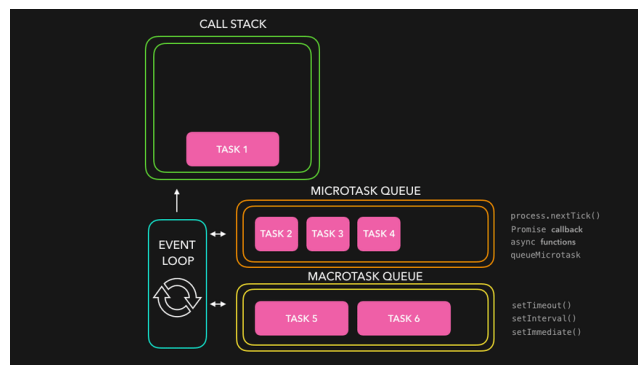 CALL STACK
TASK 1
MICROTASK QUEUE
TASK 2
TASK 3
TASK 4
process.nextTick()
Promise callback
async functions
queueMicrotask
EVENT
LOOP
MACROTASK QUEUE
TASK 5
TASK 6
setTimeout()
setInterval()
setImmediate()